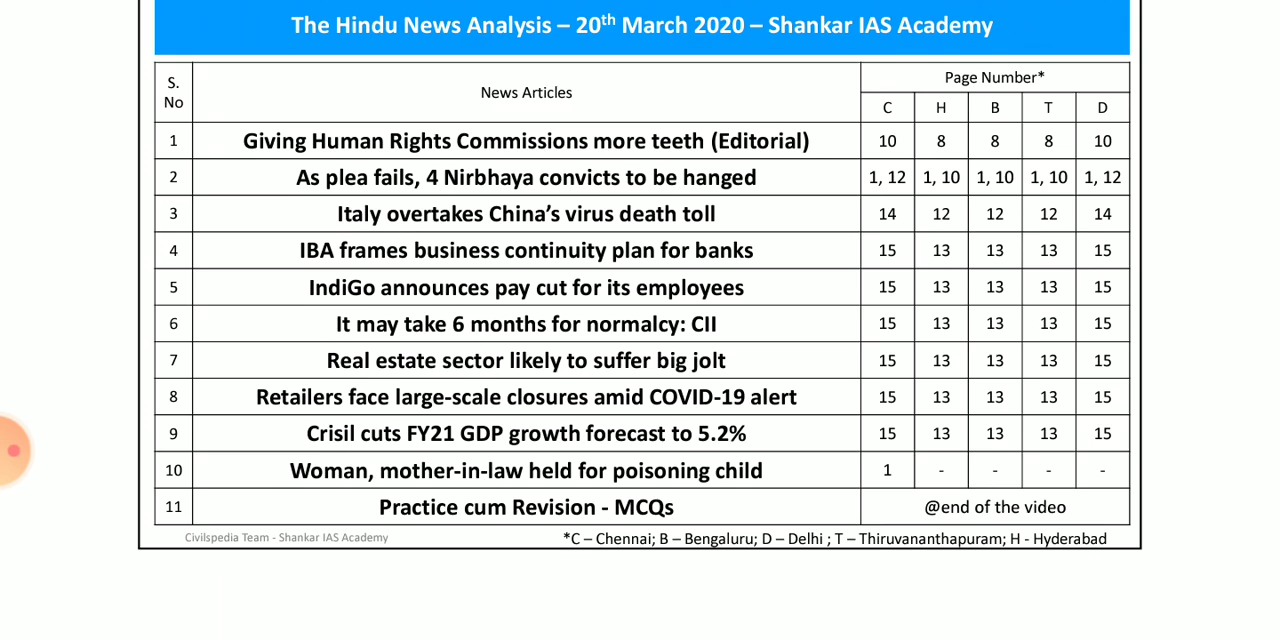 The Hindu News Analysis – 20th March 2020 – Shankar IAS Academy
S. No News Articles Page Number*
C H B T D
1 Giving Human Rights Commissions more teeth (Editorial) 10 8 8 8 10
2 As plea fails, 4 Nirbhaya convicts to be hanged 1, 12 1, 10 1, 10 1, 10 1, 12
3 Italy overtakes China’s virus death toll 14 12 12 12 14
4 IBA frames business continuity plan for banks 15 13 13 13 15
5 IndiGo announces pay cut for its employees 15 13 13 13 15
6 It may take 6 months for normalcy: CII 15 13 13 13 15
7 Real estate sector likely to suffer big jolt 15 13 13 13 15
8 Retailers face large-scale closures amid COVID-19 alert 15 13 13 13 15
9 Crisil cuts FY21 GDP growth forecast to 5.2% 15 13 13 13 15
10 Woman, mother-in-law held for poisoning child 1 - - - -
11 Practice cum Revision - MCQs @end of the video
Civilspedia Team - Shankar IAS Academy *C – Chennai; B – Bengaluru; D – Delhi ; T – Thiruvananthapuram; H - Hyderabad